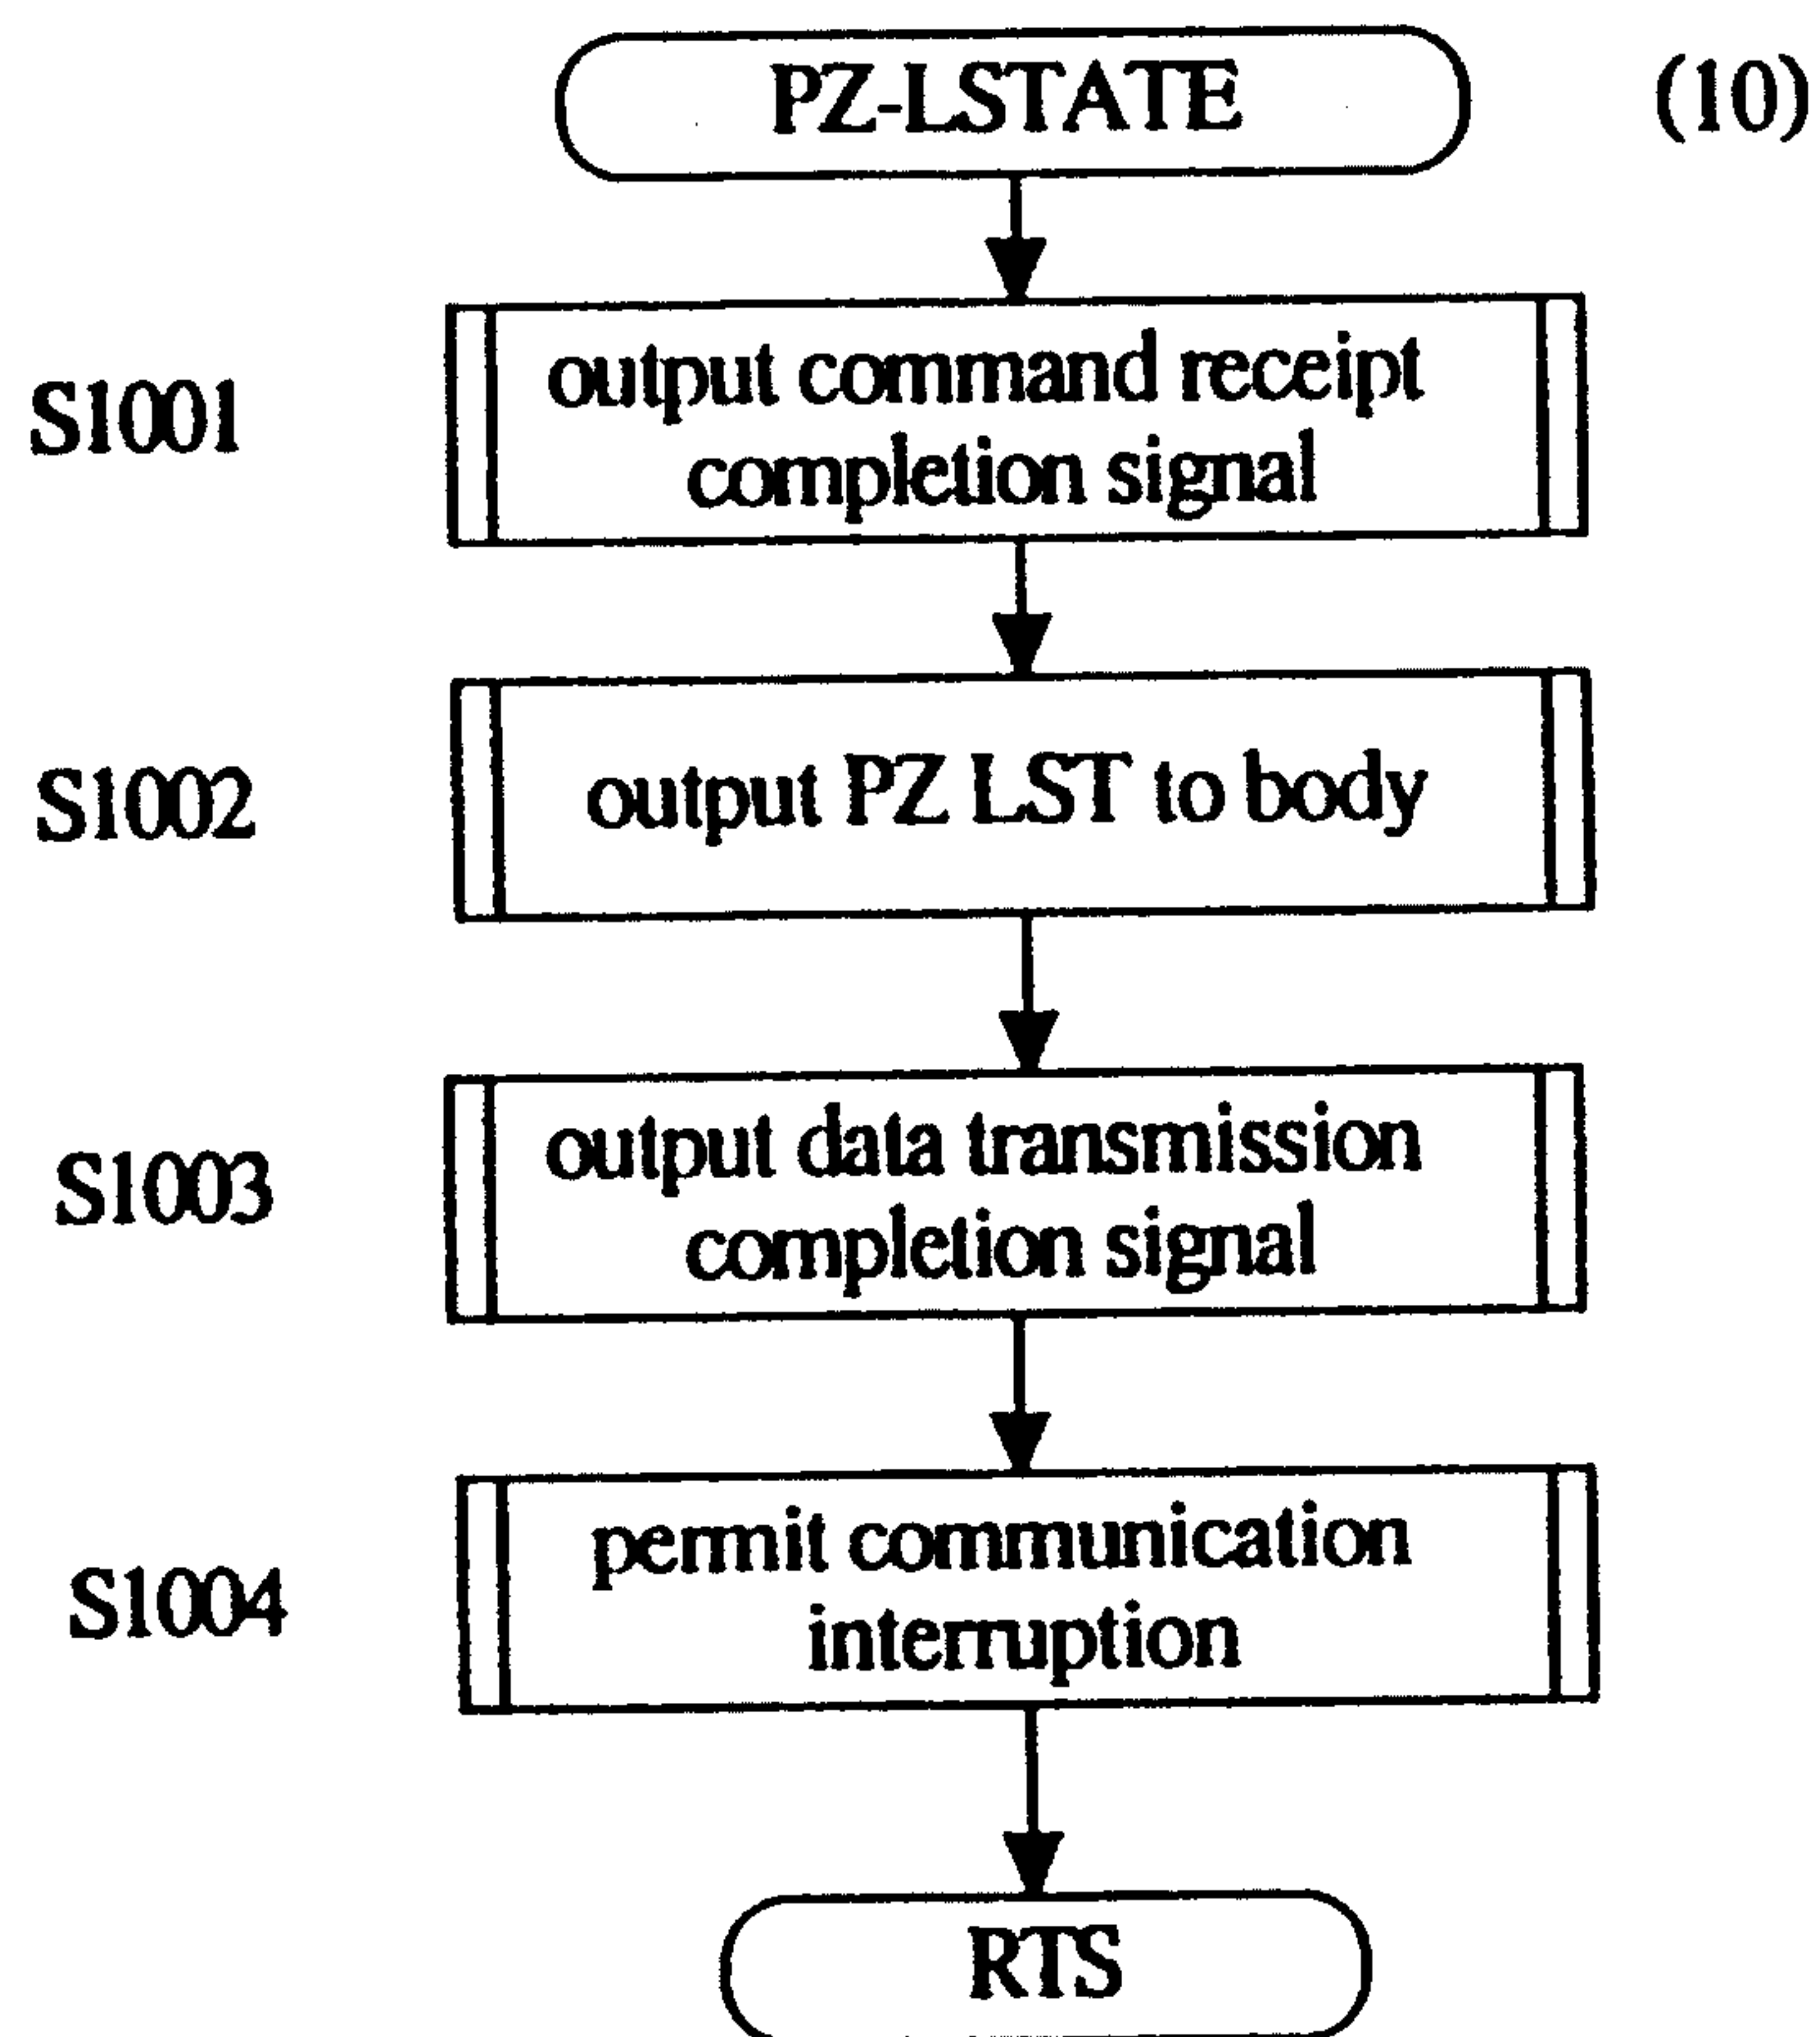 PZ-LSTATE
(10)
S1001
output command receipt
completion signal
S1002
output PZ LST to body
S1003
output data transmission
completion signal
S1004
permit communication
interruption
RTS